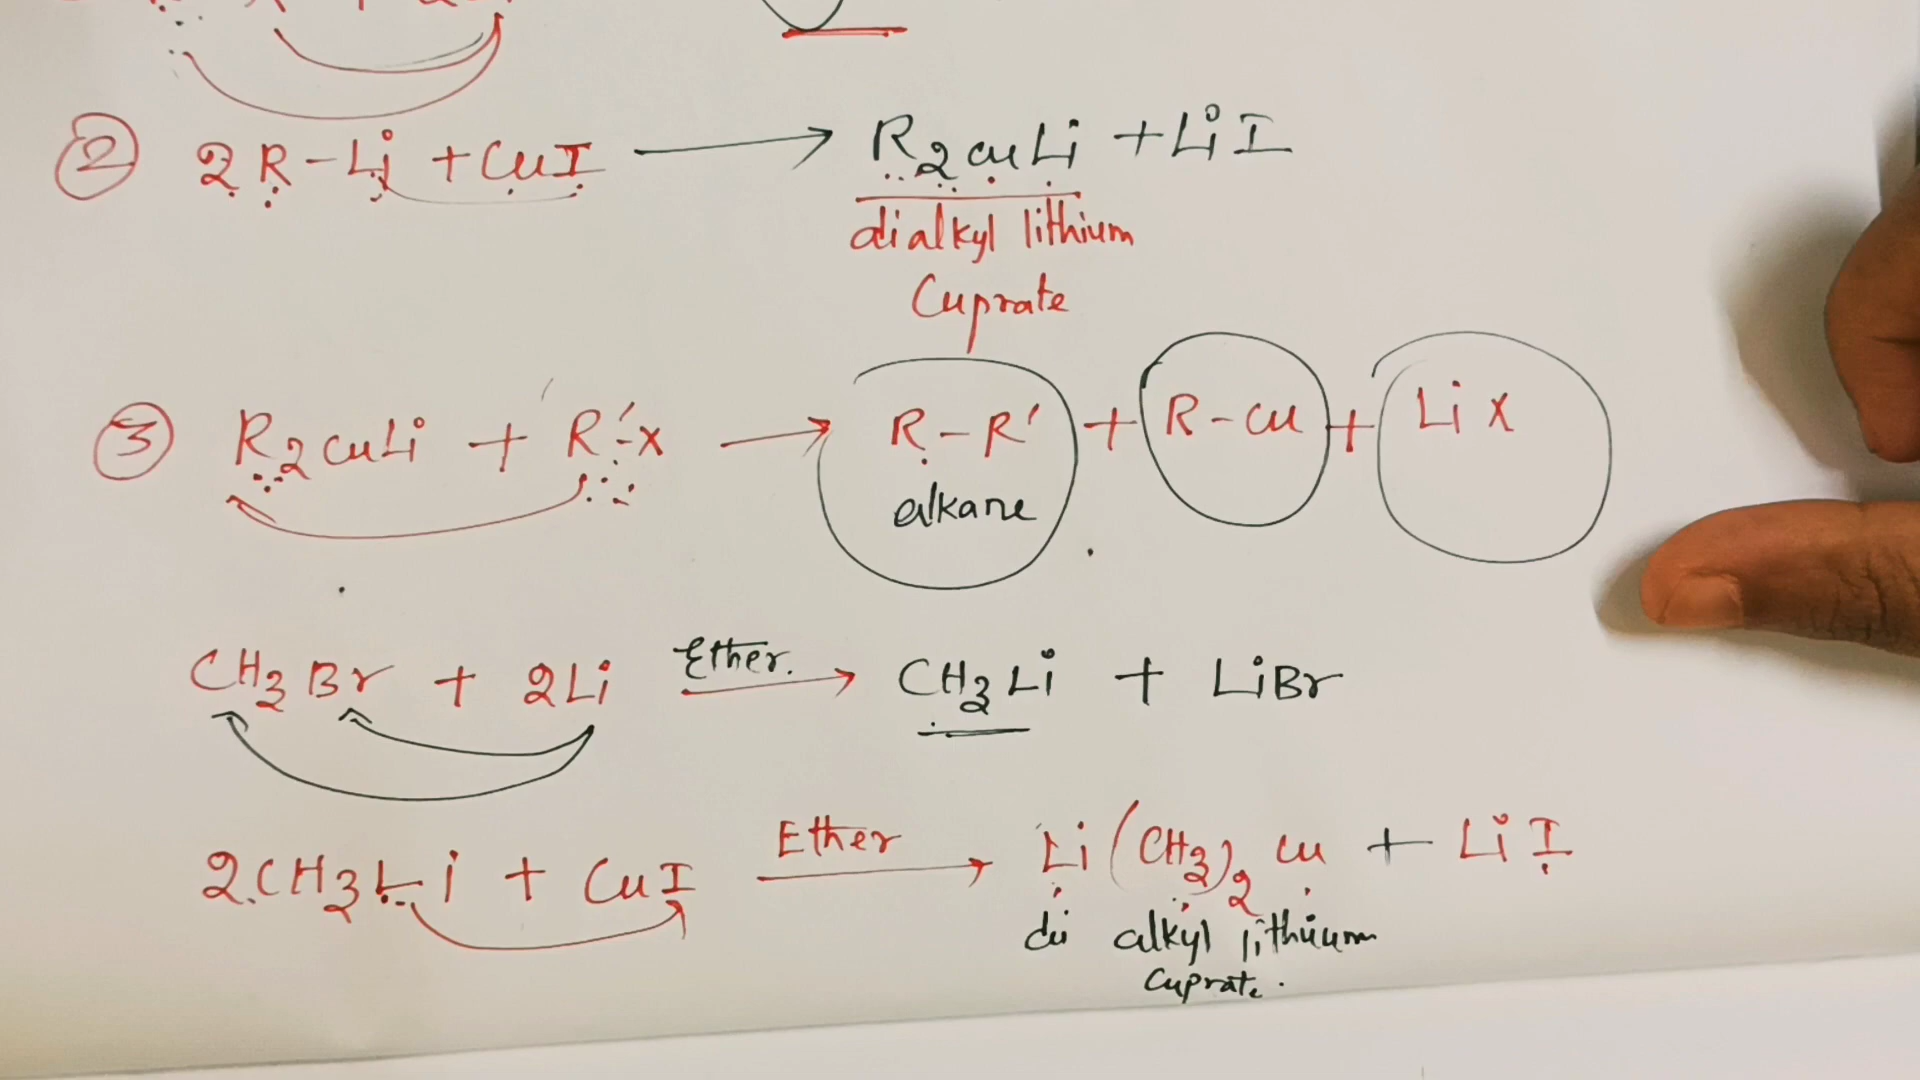 ② 2R-Li + CuI → R₂CuLi + LiI
dialkyl lithium
Cuprate
③ R₂CuLi + R'-X → R-R' + R-Cu + LiX
alkane
CH₃Br + 2Li Ether. → CH₃Li + LiBr
2CH₃Li + CuI Ether → Li(CH₃)₂Cu + LiI
di alkyl lithium
Cuprate.